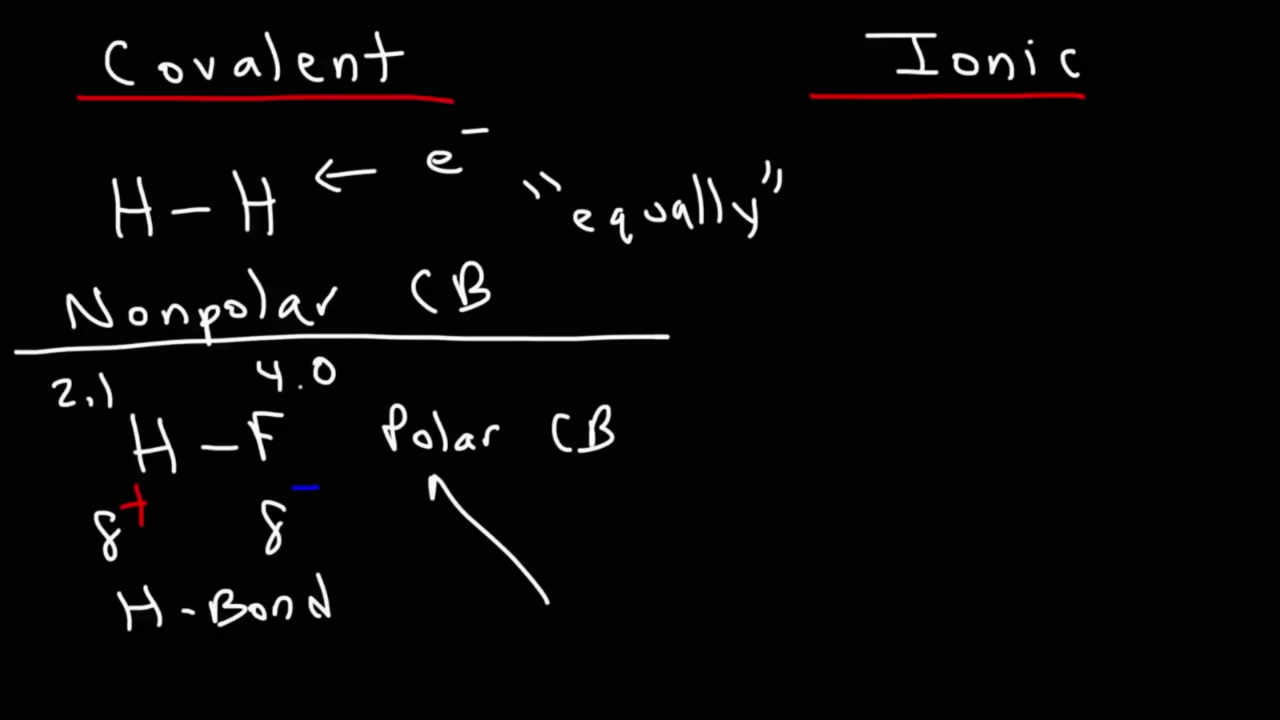 Covalent
Ionic
H - H ← e⁻ "equally"
Nonpolar CB
2.1 4.0
H - F Polar CB
δ⁺ δ⁻
H - Bond